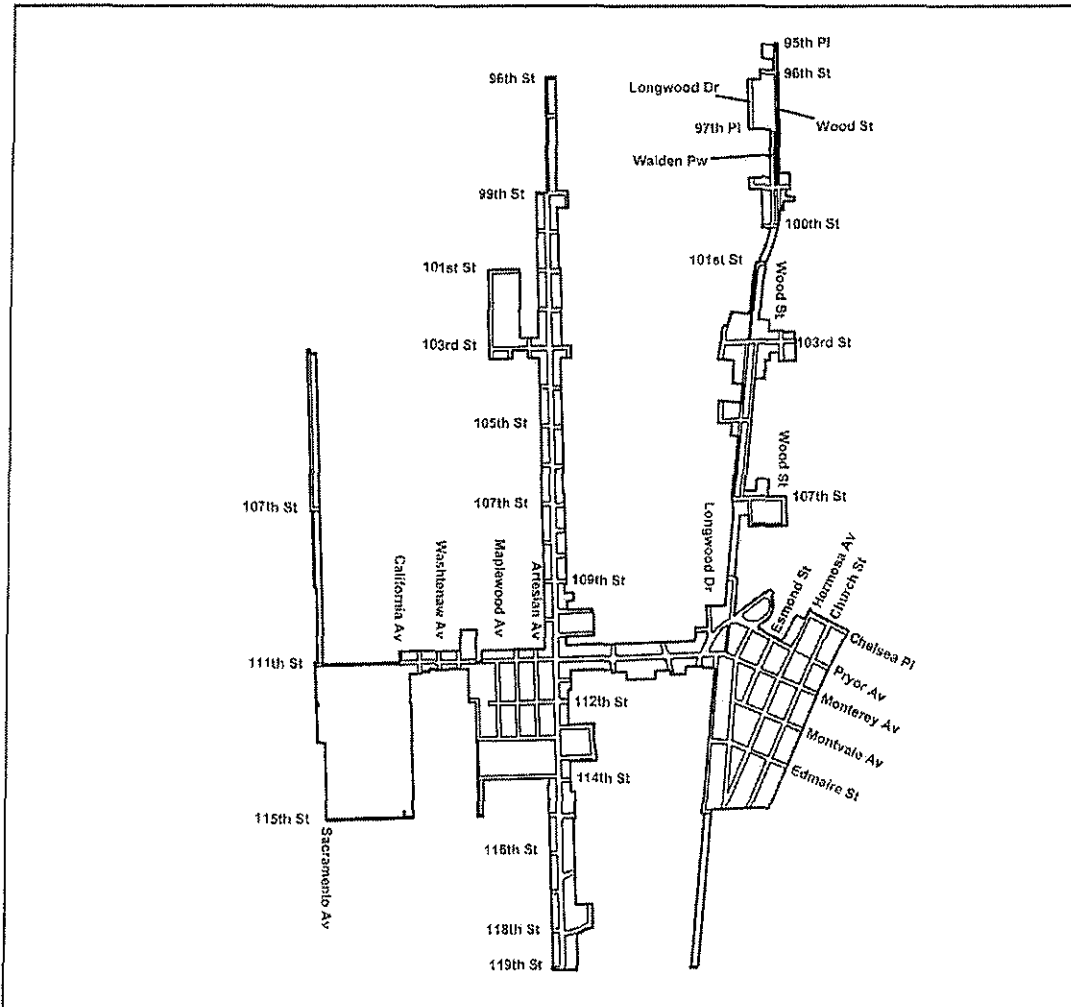 95th Pl
96th St
96th St
Longwood Dr
97th Pl
Wood St
Walden Pw
99th St
100th St
101st St
101st St
Wood St
103rd St
103rd St
105th St
Wood St
107th St
107th St
107th St
Longwood Dr
California Av
Washtenaw Av
Maplewood Av
Artesian Av
109th St
Esmond St
Hermosa Av
Church St
Chelsea Pl
111th St
Pryor Av
112th St
Monterey Av
Montvale Av
114th St
Edmaire St
115th St
Sacramento Av
116th St
118th St
119th St